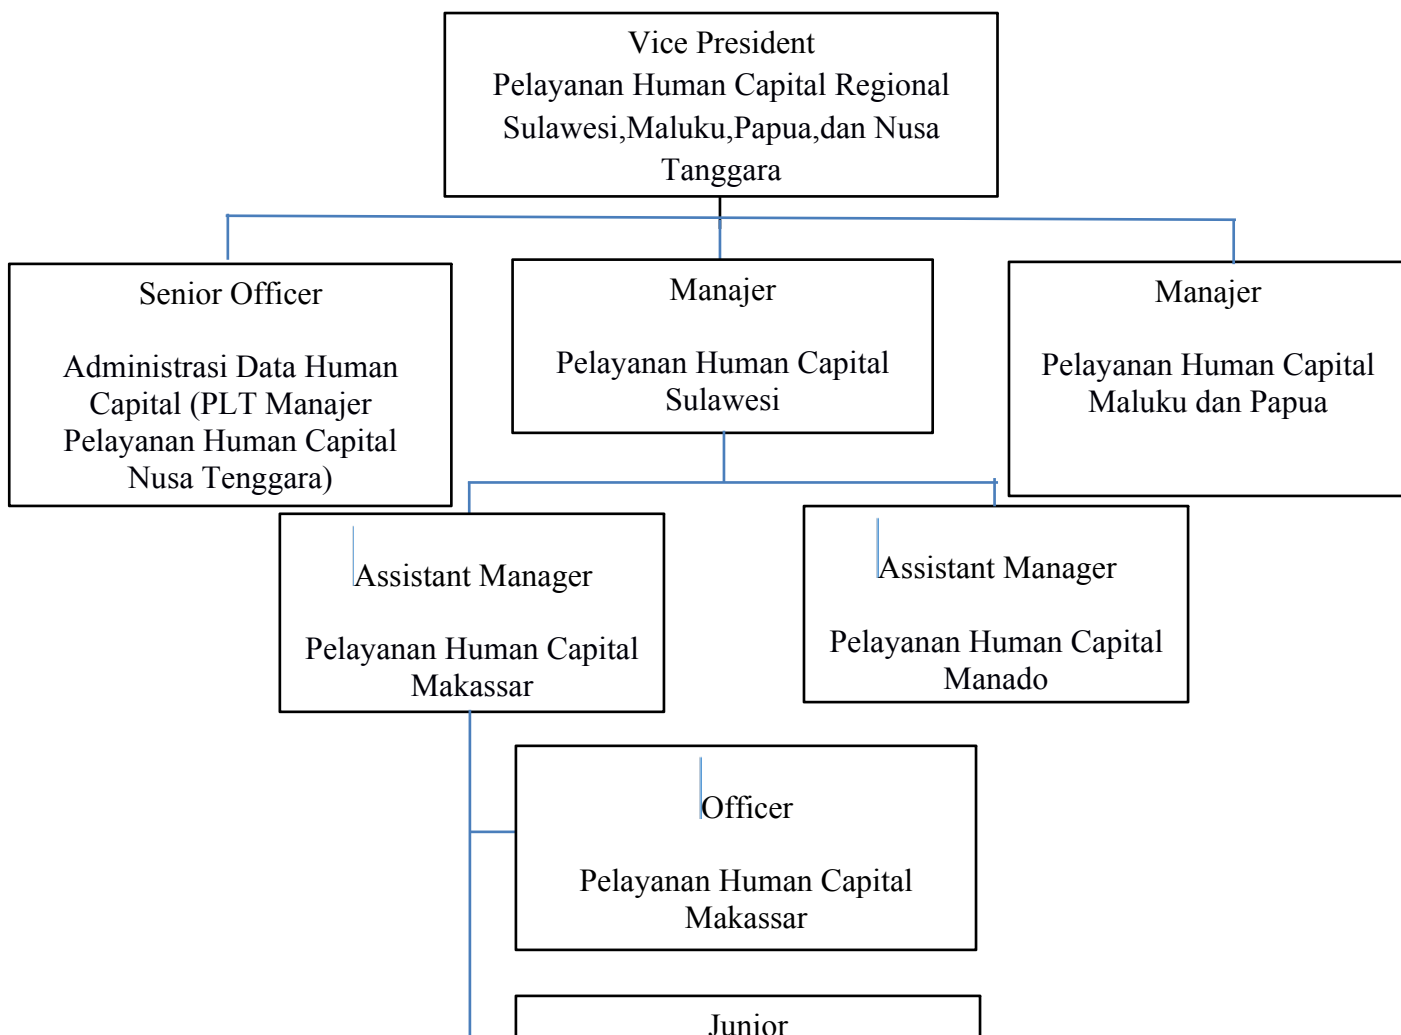 Vice President
Pelayanan Human Capital Regional
Sulawesi,Maluku,Papua,dan Nusa
Tanggara
Senior Officer
Administrasi Data Human
Capital (PLT Manajer
Pelayanan Human Capital
Nusa Tenggara)
Manajer
Pelayanan Human Capital
Sulawesi
Manajer
Pelayanan Human Capital
Maluku dan Papua
Assistant Manager
Pelayanan Human Capital
Makassar
Assistant Manager
Pelayanan Human Capital
Manado
Officer
Pelayanan Human Capital
Makassar
Junior